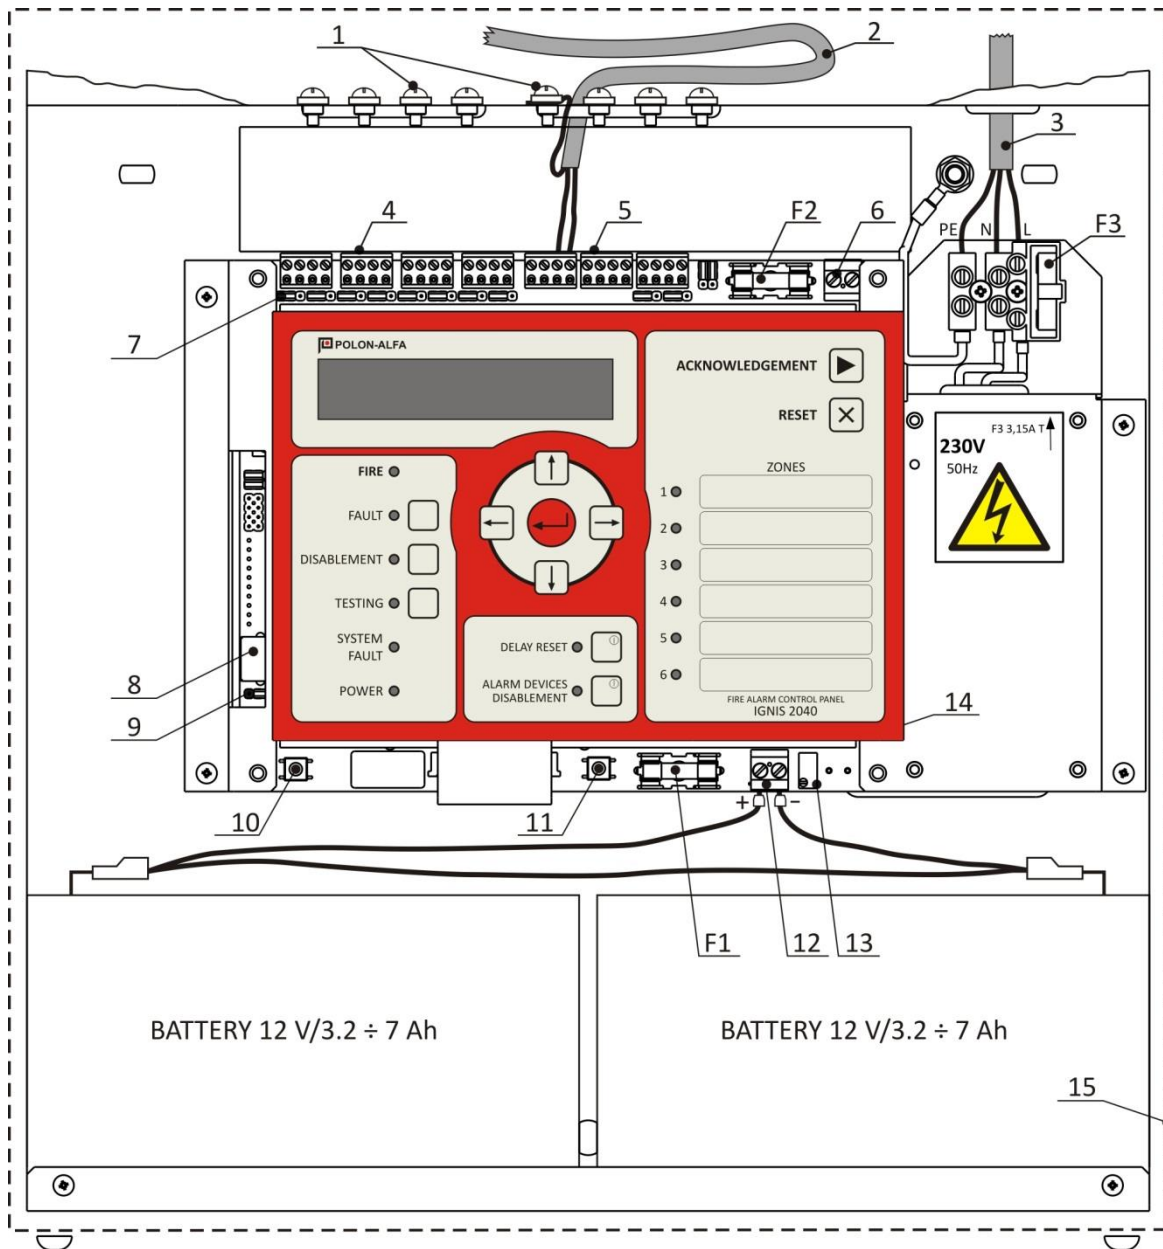 1
2
3
4
5
F2
6
PE
N
L
F3
7
POLON-ALFA
ACKNOWLEDGEMENT
RESET
F3 3,15A T
230V
50Hz
ZONES
FIRE
FAULT
DISABLEMENT
TESTING
SYSTEM
FAULT
POWER
1
2
3
4
5
6
DELAY RESET
ALARM DEVICES
DISABLEMENT
FIRE ALARM CONTROL PANEL
IGNIS 2040
8
9
14
10
11
+
−
F1
12
13
BATTERY 12 V/3.2 ÷ 7 Ah
BATTERY 12 V/3.2 ÷ 7 Ah
15